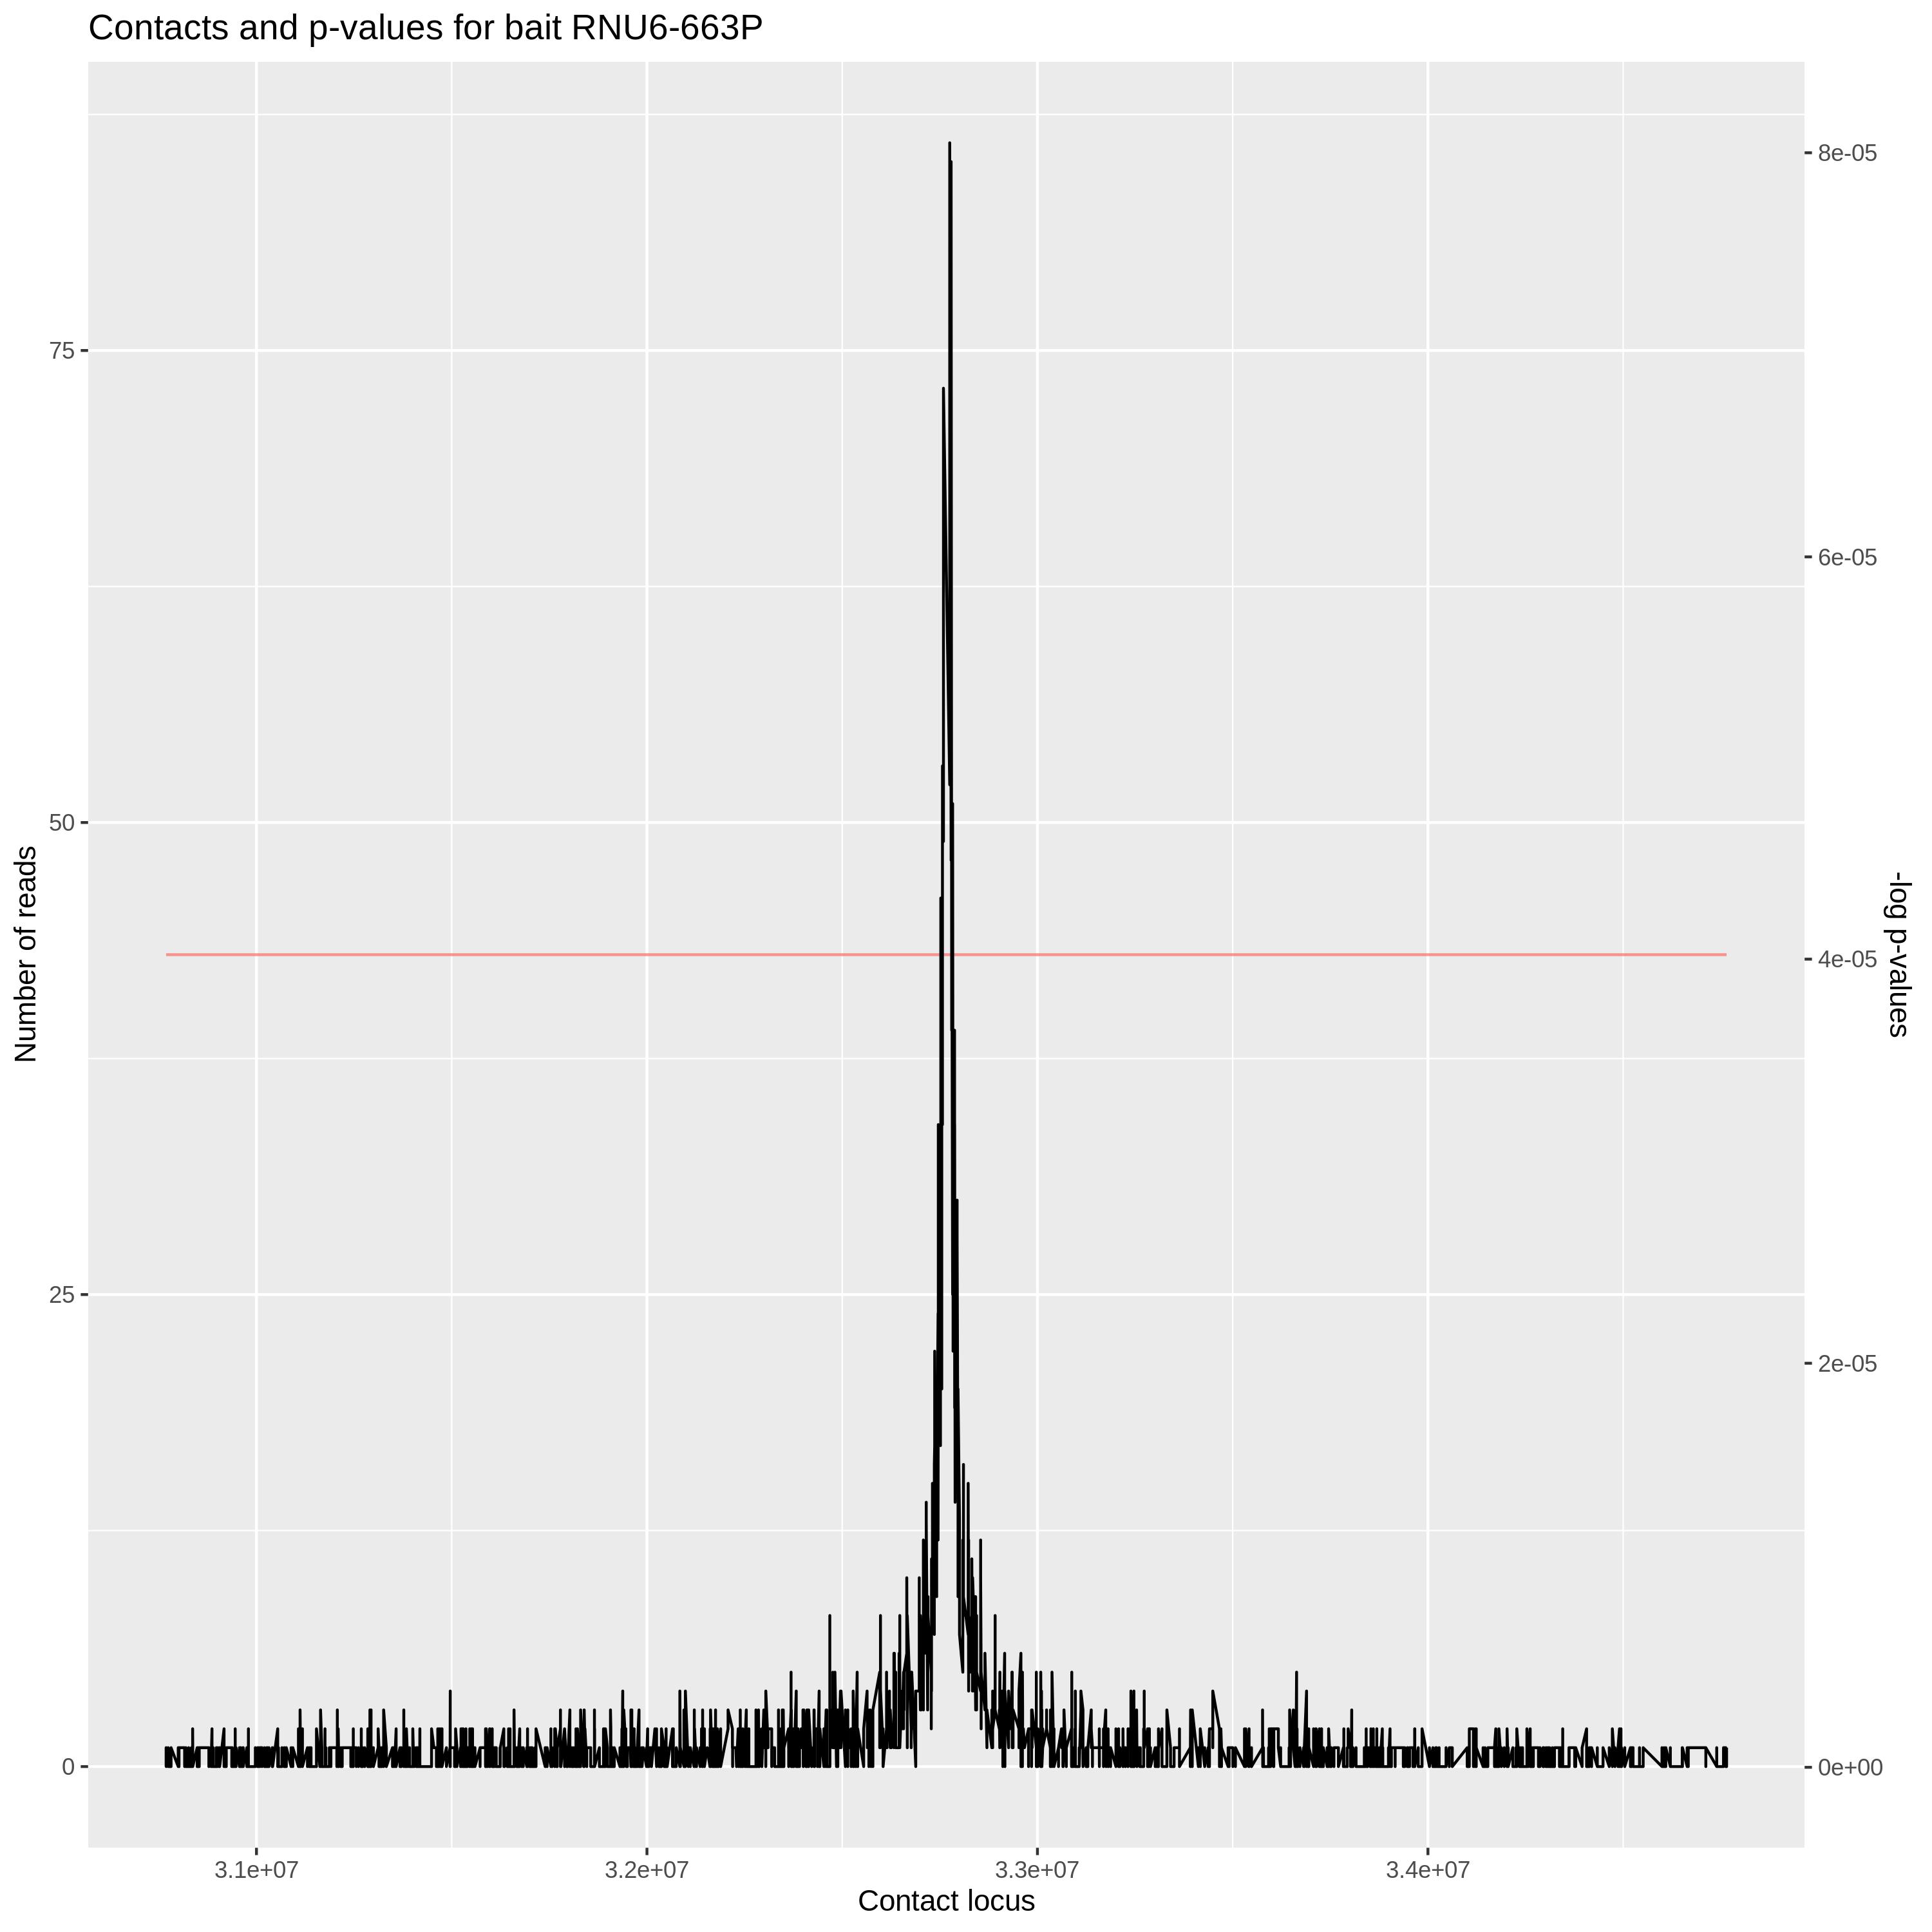 Contacts and p-values for bait RNU6-663P
8e-05
75
6e-05
50
Number of reads
-log p-values
4e-05
25
2e-05
0
0e+00
3.1e+07 3.2e+07 3.3e+07 3.4e+07
Contact locus